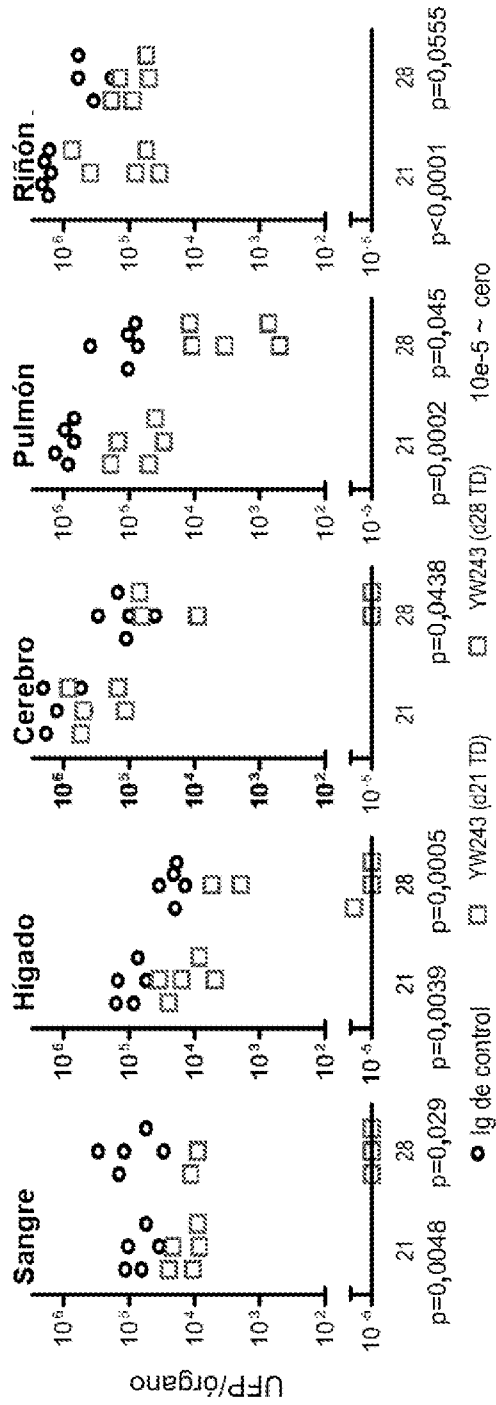 Sangre
Hígado
Cerebro
Pulmón
Riñón
UFP/órgano
10⁶
10⁵
10⁴
10³
10²
10⁻⁵
10⁶
10⁵
10⁴
10³
10²
10⁻⁵
10⁶
10⁵
10⁴
10³
10²
10⁻⁵
10⁶
10⁵
10⁴
10³
10²
10⁻⁵
10⁶
10⁵
10⁴
10³
10²
10⁻⁵
21 28
21 28
21 28
21 28
21 28
p=0,0048 p=0,029
p=0,0039 p=0,0005
p=0,0438
p=0,0002 p=0,045
p<0,0001 p=0,0555
Ig de control
YW243 (d21 TD)
YW243 (d28 TD)
10e-5 ~ cero